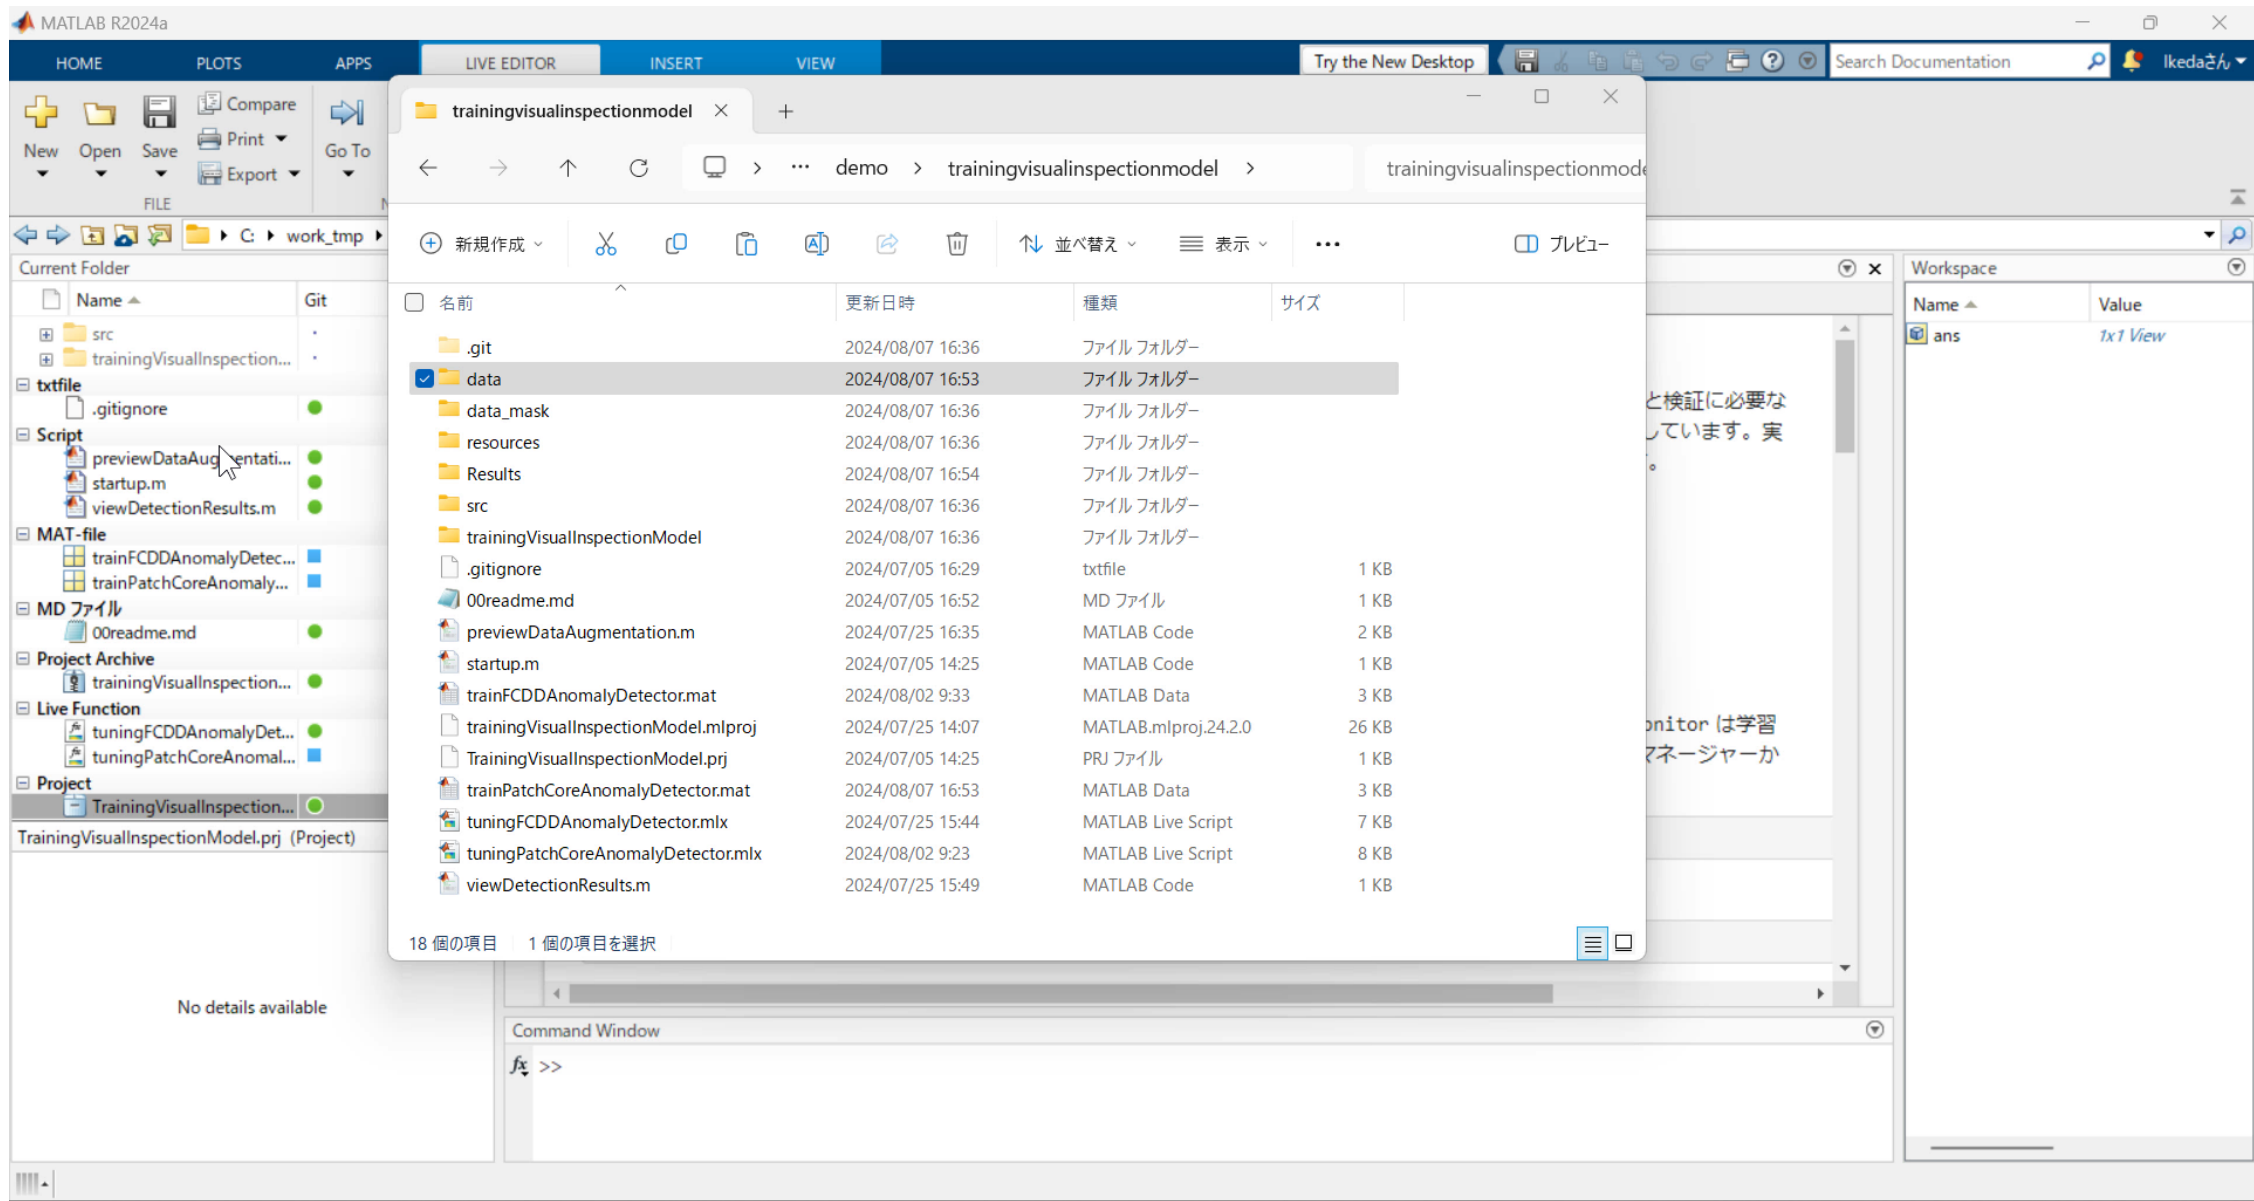 MATLAB R2024a
HOME PLOTS APPS LIVE EDITOR INSERT VIEW Try the New Desktop Search Documentation Ikedaさん
New Open Save Compare Print Export Go To
FILE
C: work_tmp
trainingvisualinspectionmodel
demo trainingvisualinspectionmodel
新規作成 並べ替え 表示 プレビュー
Current Folder
Name Git
src
trainingVisualInspection...
txtfile
.gitignore
Script
startup.m
viewDetectionResults.m
MAT-file
trainFCDDAnomalyDetec...
trainPatchCoreAnomaly...
MD ファイル
00readme.md
Project Archive
trainingVisualInspection...
Live Function
tuningFCDDAnomalyDet...
tuningPatchCoreAnomal...
Project
TrainingVisualInspection...
TrainingVisualInspectionModel.prj (Project)
No details available
名前 更新日時 種類 サイズ
.git 2024/08/07 16:36 ファイル フォルダー
data 2024/08/07 16:53 ファイル フォルダー
data_mask 2024/08/07 16:36 ファイル フォルダー
resources 2024/08/07 16:36 ファイル フォルダー
Results 2024/08/07 16:54 ファイル フォルダー
src 2024/08/07 16:36 ファイル フォルダー
trainingVisualInspectionModel 2024/08/07 16:36 ファイル フォルダー
.gitignore 2024/07/05 16:29 txtfile 1 KB
00readme.md 2024/07/05 16:52 MD ファイル 1 KB
previewDataAugmentation.m 2024/07/25 16:35 MATLAB Code 2 KB
startup.m 2024/07/05 14:25 MATLAB Code 1 KB
trainFCDDAnomalyDetector.mat 2024/08/02 9:33 MATLAB Data 3 KB
trainingVisualInspectionModel.mlproj 2024/07/25 14:07 MATLAB.mlproj.24.2.0 26 KB
TrainingVisualInspectionModel.prj 2024/07/05 14:25 PRJ ファイル 1 KB
trainPatchCoreAnomalyDetector.mat 2024/08/07 16:53 MATLAB Data 3 KB
tuningFCDDAnomalyDetector.mlx 2024/07/25 15:44 MATLAB Live Script 7 KB
tuningPatchCoreAnomalyDetector.mlx 2024/08/02 9:23 MATLAB Live Script 8 KB
viewDetectionResults.m 2024/07/25 15:49 MATLAB Code 1 KB
18 個の項目 1 個の項目を選択
と検証に必要な
しています。実
。
onitor は学習
マネージャーか
Command Window
fx >>
Workspace
Name Value
ans 1x1 View